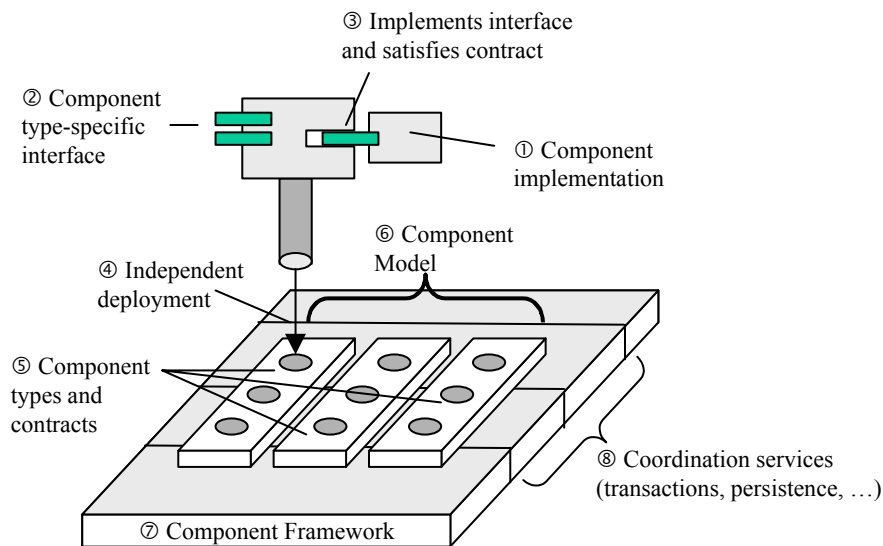 ③ Implements interface
and satisfies contract
② Component
type-specific
interface
① Component
implementation
⑥ Component
Model
④ Independent
deployment
⑤ Component
types and
contracts
⑧ Coordination services
(transactions, persistence, …)
⑦ Component Framework